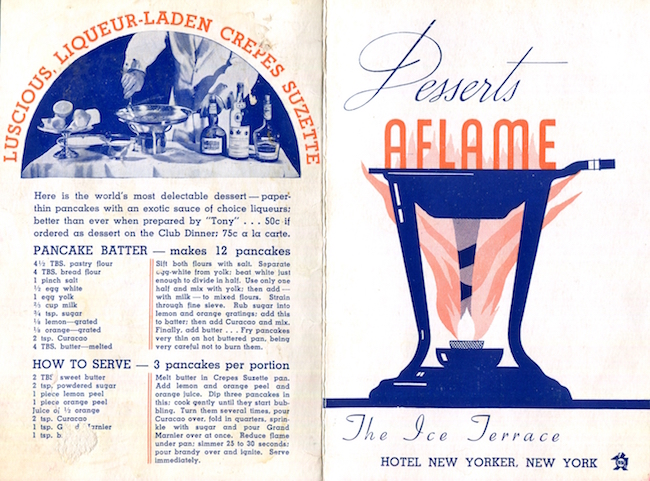 LUSCIOUS, LIQUEUR-LADEN CREPES SUZETTE
Here is the world's most delectable dessert — paper-
thin pancakes with an exotic sauce of choice liqueurs;
better than ever when prepared by "Tony" . . . 50c if
ordered as dessert on the Club Dinner; 75c a la carte.
PANCAKE BATTER — makes 12 pancakes
4½ TBS. pastry flour
4 TBS. bread flour
1 pinch salt
½ egg white
1 egg yolk
⅔ cup milk
¾ tsp. sugar
lemon—grated
orange—grated
2 tsp. Curacao
4 TBS. butter—melted
Sift both flours with salt. Separate
egg-white from yolk; beat white just
enough to divide in half. Use only one
half and mix with yolk; then add —
with milk — to mixed flours. Strain
through fine sieve. Rub sugar into
lemon and orange gratings; add this
to batter; then add Curacao and mix.
Finally, add butter . . . Fry pancakes
very thin on hot buttered pan, being
very careful not to burn them.
HOW TO SERVE — 3 pancakes per portion
2 TB sweet butter
2 tsp. powdered sugar
1 piece lemon peel
1 piece orange peel
Juice of ½ orange
2 tsp. Curacao
1 tsp. G d Marnier
1 tsp. b
Melt butter in Crepes Suzette pan.
Add lemon and orange peel and
orange juice. Dip three pancakes in
this; cook gently until they start bub-
bling. Turn them several times, pour
Curacao over, fold in quarters, sprin-
kle with sugar and pour Grand
Marnier over at once. Reduce flame
under pan; simmer 25 to 30 seconds;
pour brandy over and ignite. Serve
immediately.
Desserts
AFLAME
The Ice Terrace
HOTEL NEW YORKER, NEW YORK